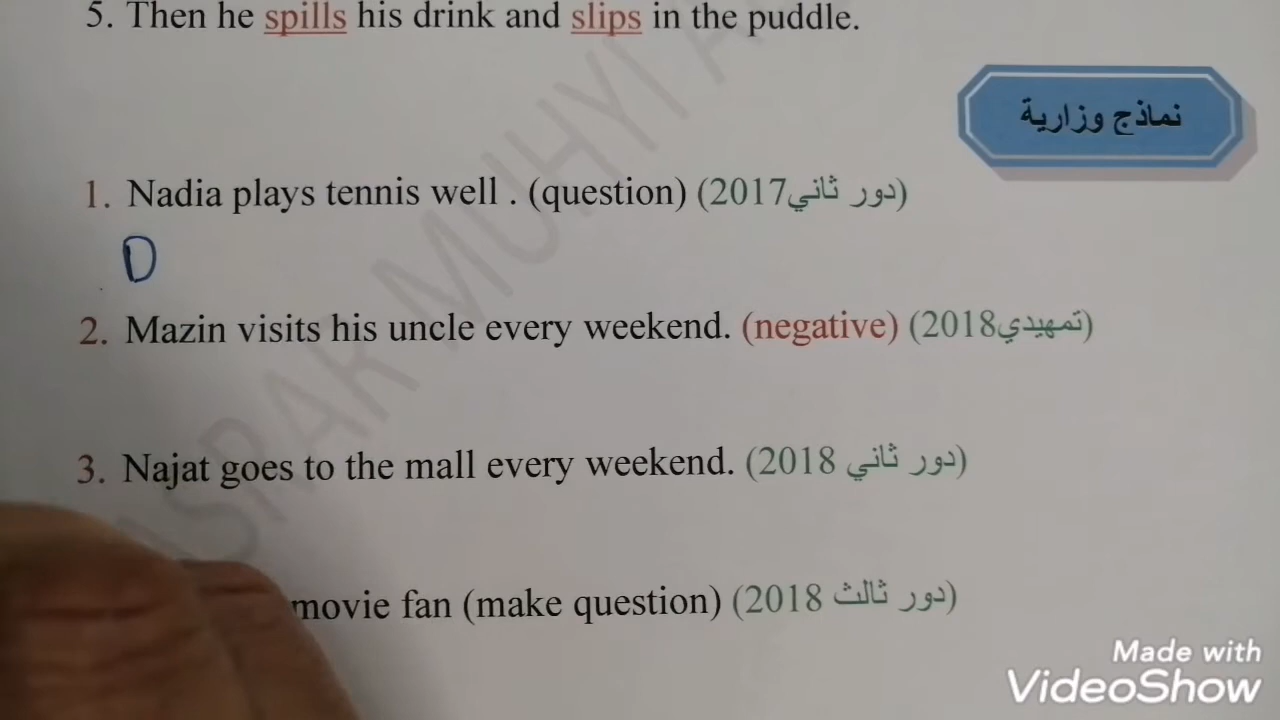 5. Then he spills his drink and slips in the puddle.
نماذج وزارية
1. Nadia plays tennis well . (question) (دور ثاني2017)
D
2. Mazin visits his uncle every weekend. (negative) (تمهيدي2018)
3. Najat goes to the mall every weekend. (دور ثاني 2018)
movie fan (make question) (دور ثالث 2018)
MUHYI
Made with
VideoShow